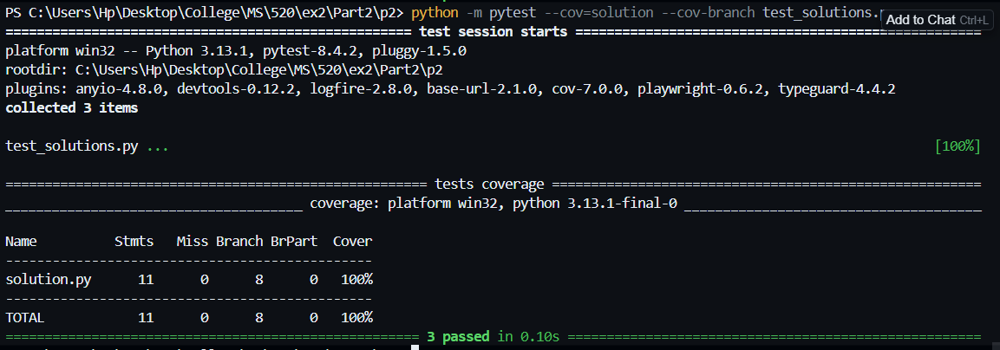 PS C:\Users\Hp\Desktop\College\MS\520\ex2\Part2\p2> python -m pytest --cov=solution --cov-branch test_solutions.
Add to Chat Ctrl+L
================================================== test session starts ===================================================
platform win32 -- Python 3.13.1, pytest-8.4.2, pluggy-1.5.0
rootdir: C:\Users\Hp\Desktop\College\MS\520\ex2\Part2\p2
plugins: anyio-4.8.0, devtools-0.12.2, logfire-2.8.0, base-url-2.1.0, cov-7.0.0, playwright-0.6.2, typeguard-4.4.2
collected 3 items
test_solutions.py ... [100%]
===================================================== tests coverage =====================================================
_____________________________________ coverage: platform win32, python 3.13.1-final-0 _____________________________________
Name Stmts Miss Branch BrPart Cover
-----------------------------------------------
solution.py 11 0 8 0 100%
-----------------------------------------------
TOTAL 11 0 8 0 100%
==================================================== 3 passed in 0.10s ====================================================